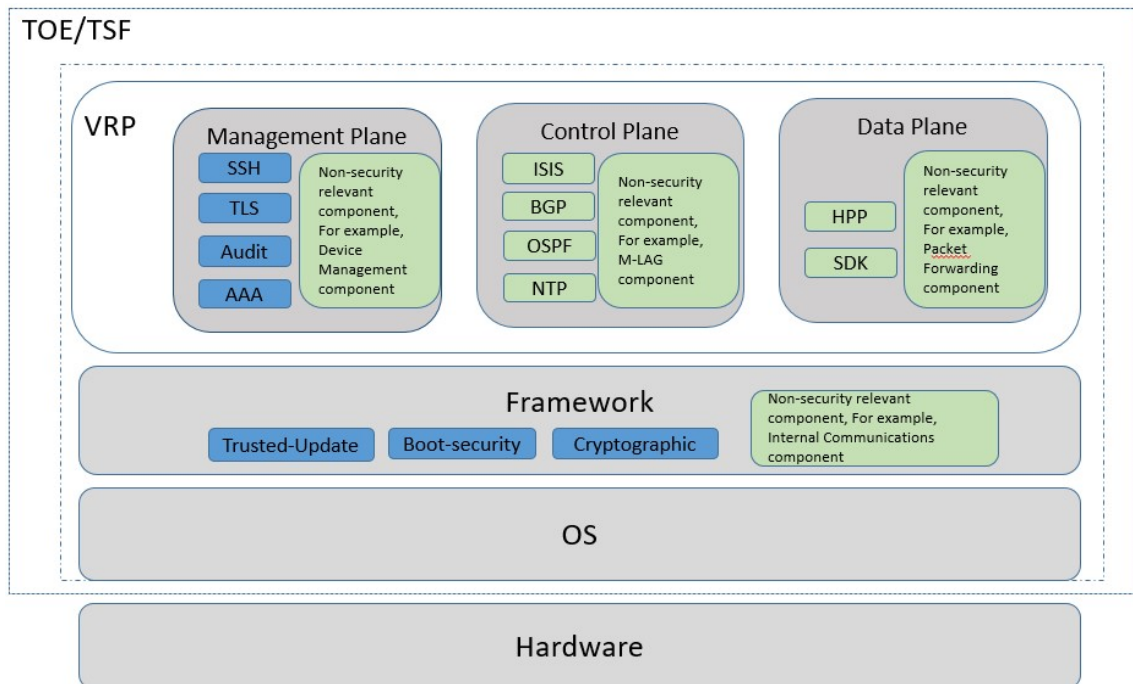 TOE/TSF
VRP
Management Plane
SSH
TLS
Audit
AAA
Non-security
relevant
component,
For example,
Device
Management
component
Control Plane
ISIS
BGP
OSPF
NTP
Non-security
relevant
component,
For example,
M-LAG
component
Data Plane
HPP
SDK
Non-security
relevant
component,
For example,
Packet
Forwarding
component
Framework
Trusted-Update
Boot-security
Cryptographic
Non-security relevant
component, For example,
Internal Communications
component
OS
Hardware